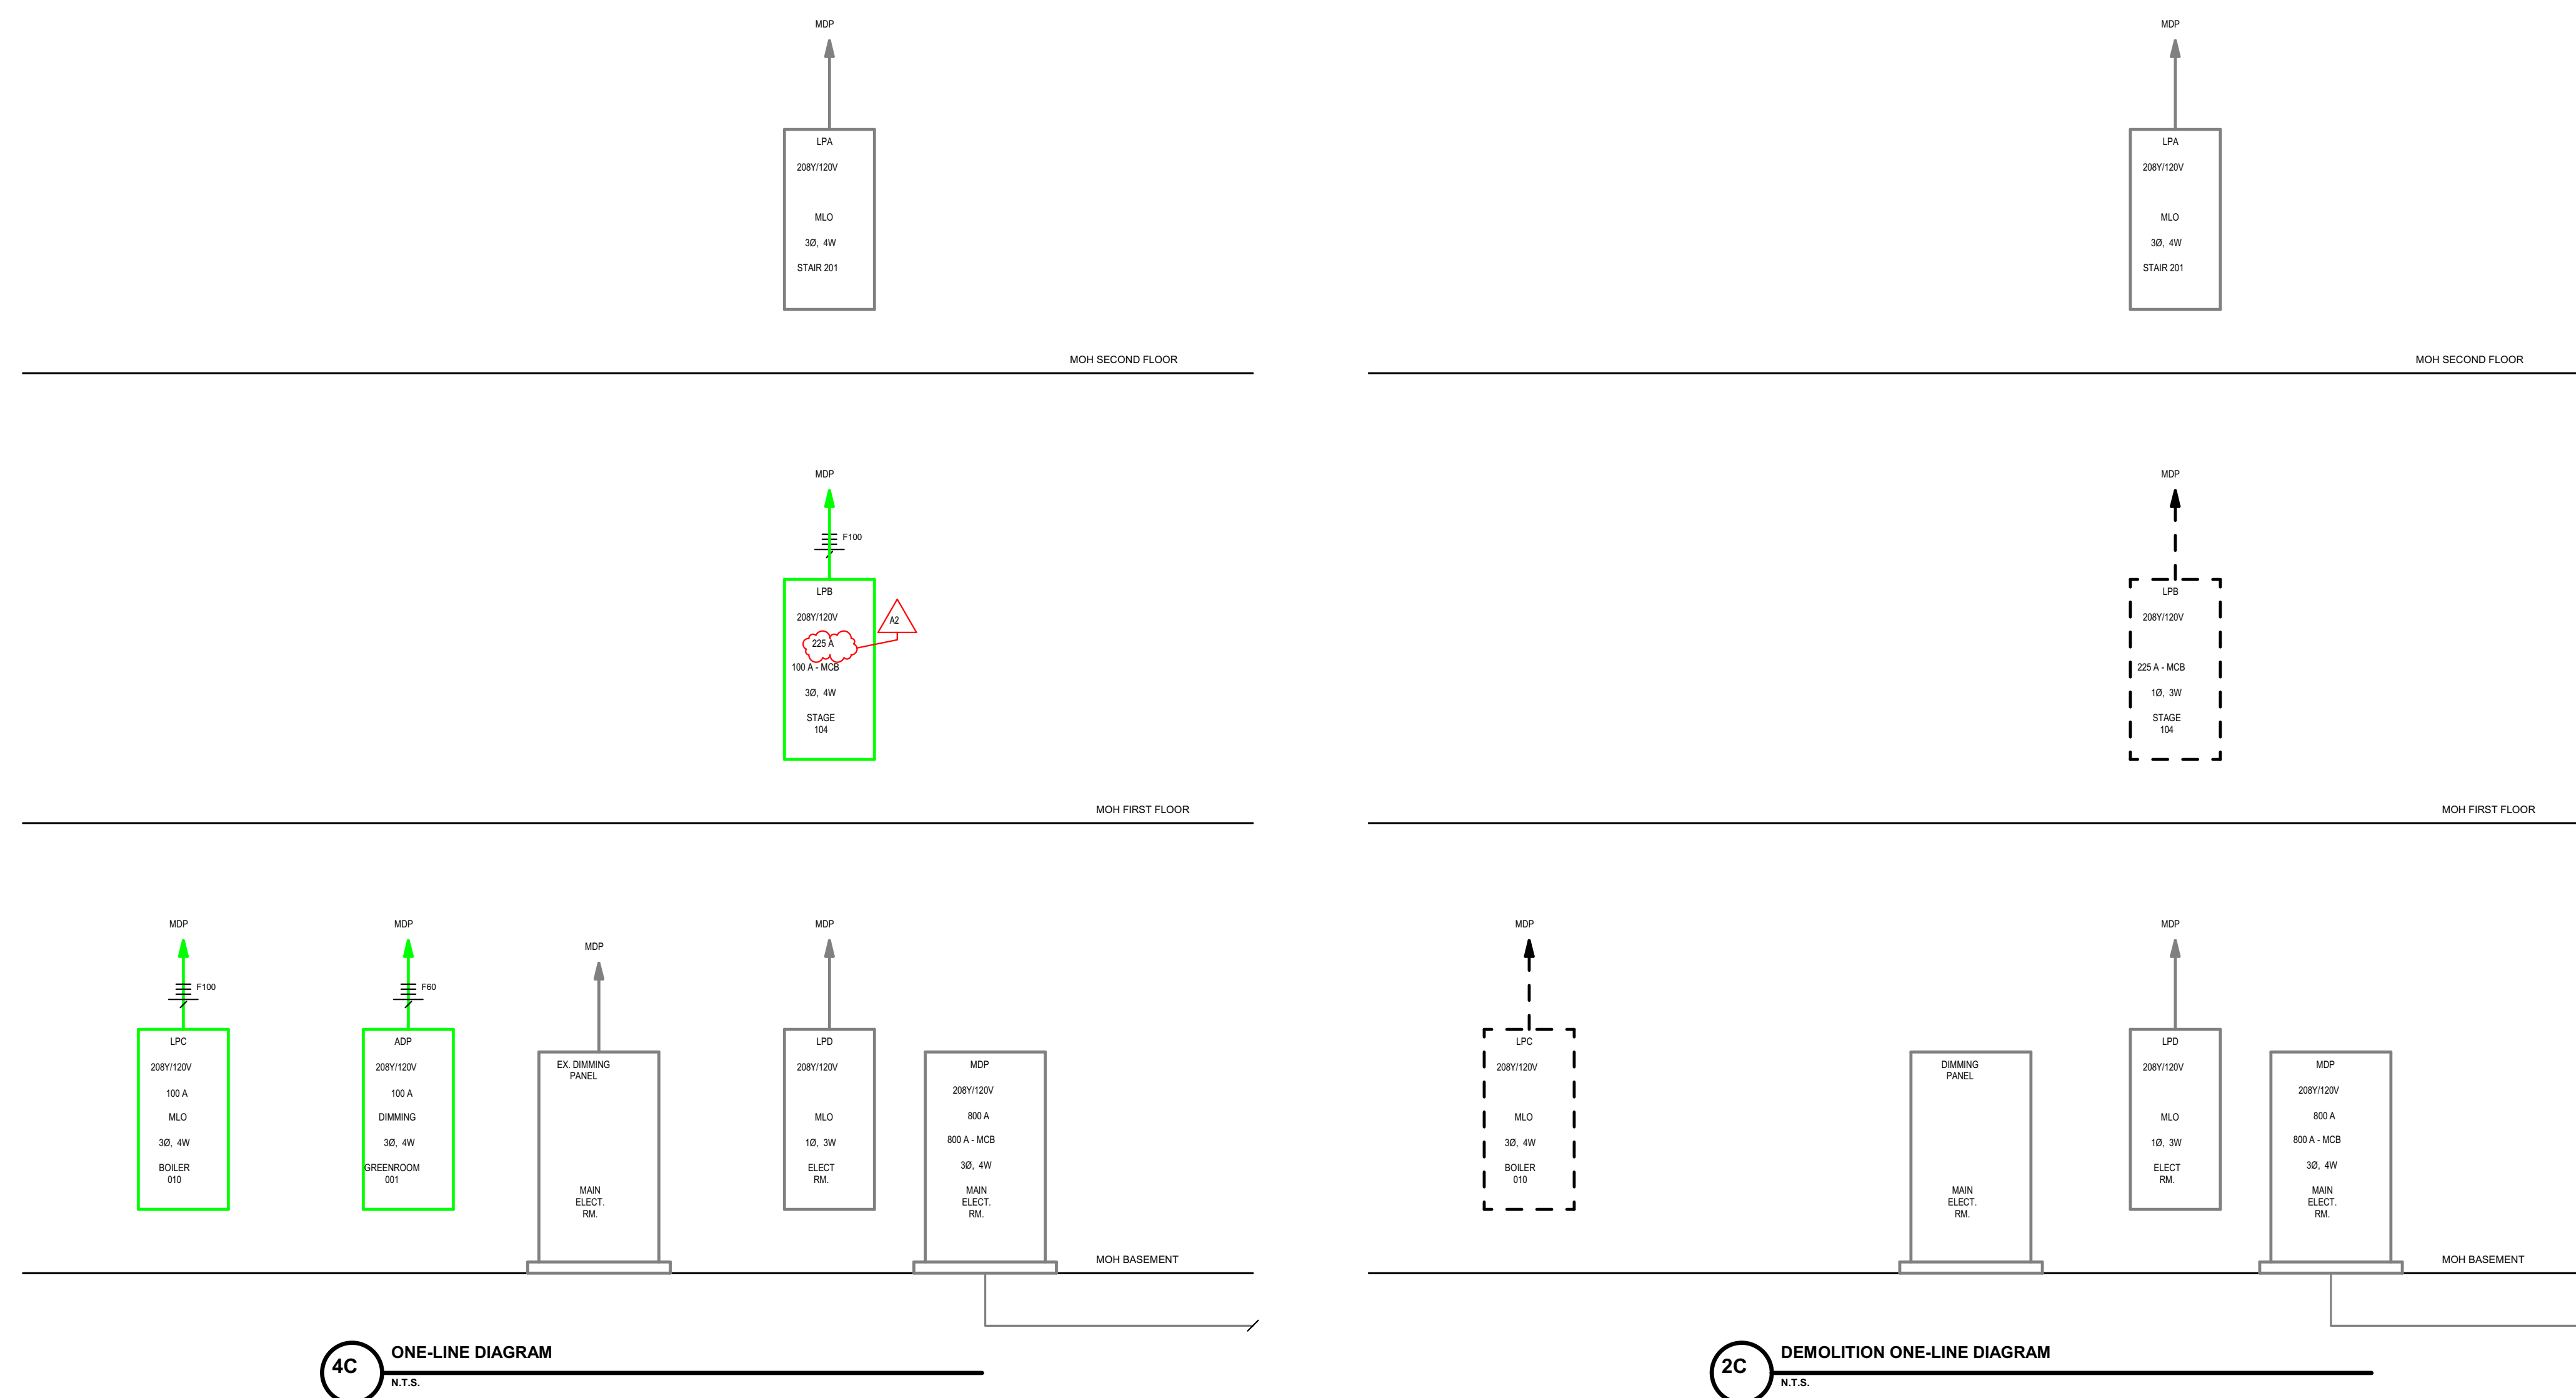 MDP
LPA
208Y/120V
MLO
3Ø, 4W
STAIR 201
MOH SECOND FLOOR
MDP
F100
LPB
208Y/120V
225 A
A2
100 A - MCB
3Ø, 4W
STAGE
104
MOH FIRST FLOOR
MDP
F100
LPC
208Y/120V
100 A
MLO
3Ø, 4W
BOILER
010
MDP
F60
ADP
208Y/120V
100 A
DIMMING
3Ø, 4W
GREENROOM
001
MDP
EX. DIMMING
PANEL
MAIN
ELECT.
RM.
MDP
LPD
208Y/120V
MLO
1Ø, 3W
ELECT
RM.
MDP
208Y/120V
800 A
800 A - MCB
3Ø, 4W
MAIN
ELECT.
RM.
MOH BASEMENT
4C
ONE-LINE DIAGRAM
N.T.S.
MDP
LPA
208Y/120V
MLO
3Ø, 4W
STAIR 201
MOH SECOND FLOOR
MDP
LPB
208Y/120V
225 A - MCB
1Ø, 3W
STAGE
104
MOH FIRST FLOOR
MDP
LPC
208Y/120V
MLO
3Ø, 4W
BOILER
010
DIMMING
PANEL
MAIN
ELECT.
RM.
MDP
LPD
208Y/120V
MLO
1Ø, 3W
ELECT
RM.
MDP
208Y/120V
800 A
800 A - MCB
3Ø, 4W
MAIN
ELECT.
RM.
MOH BASEMENT
2C
DEMOLITION ONE-LINE DIAGRAM
N.T.S.